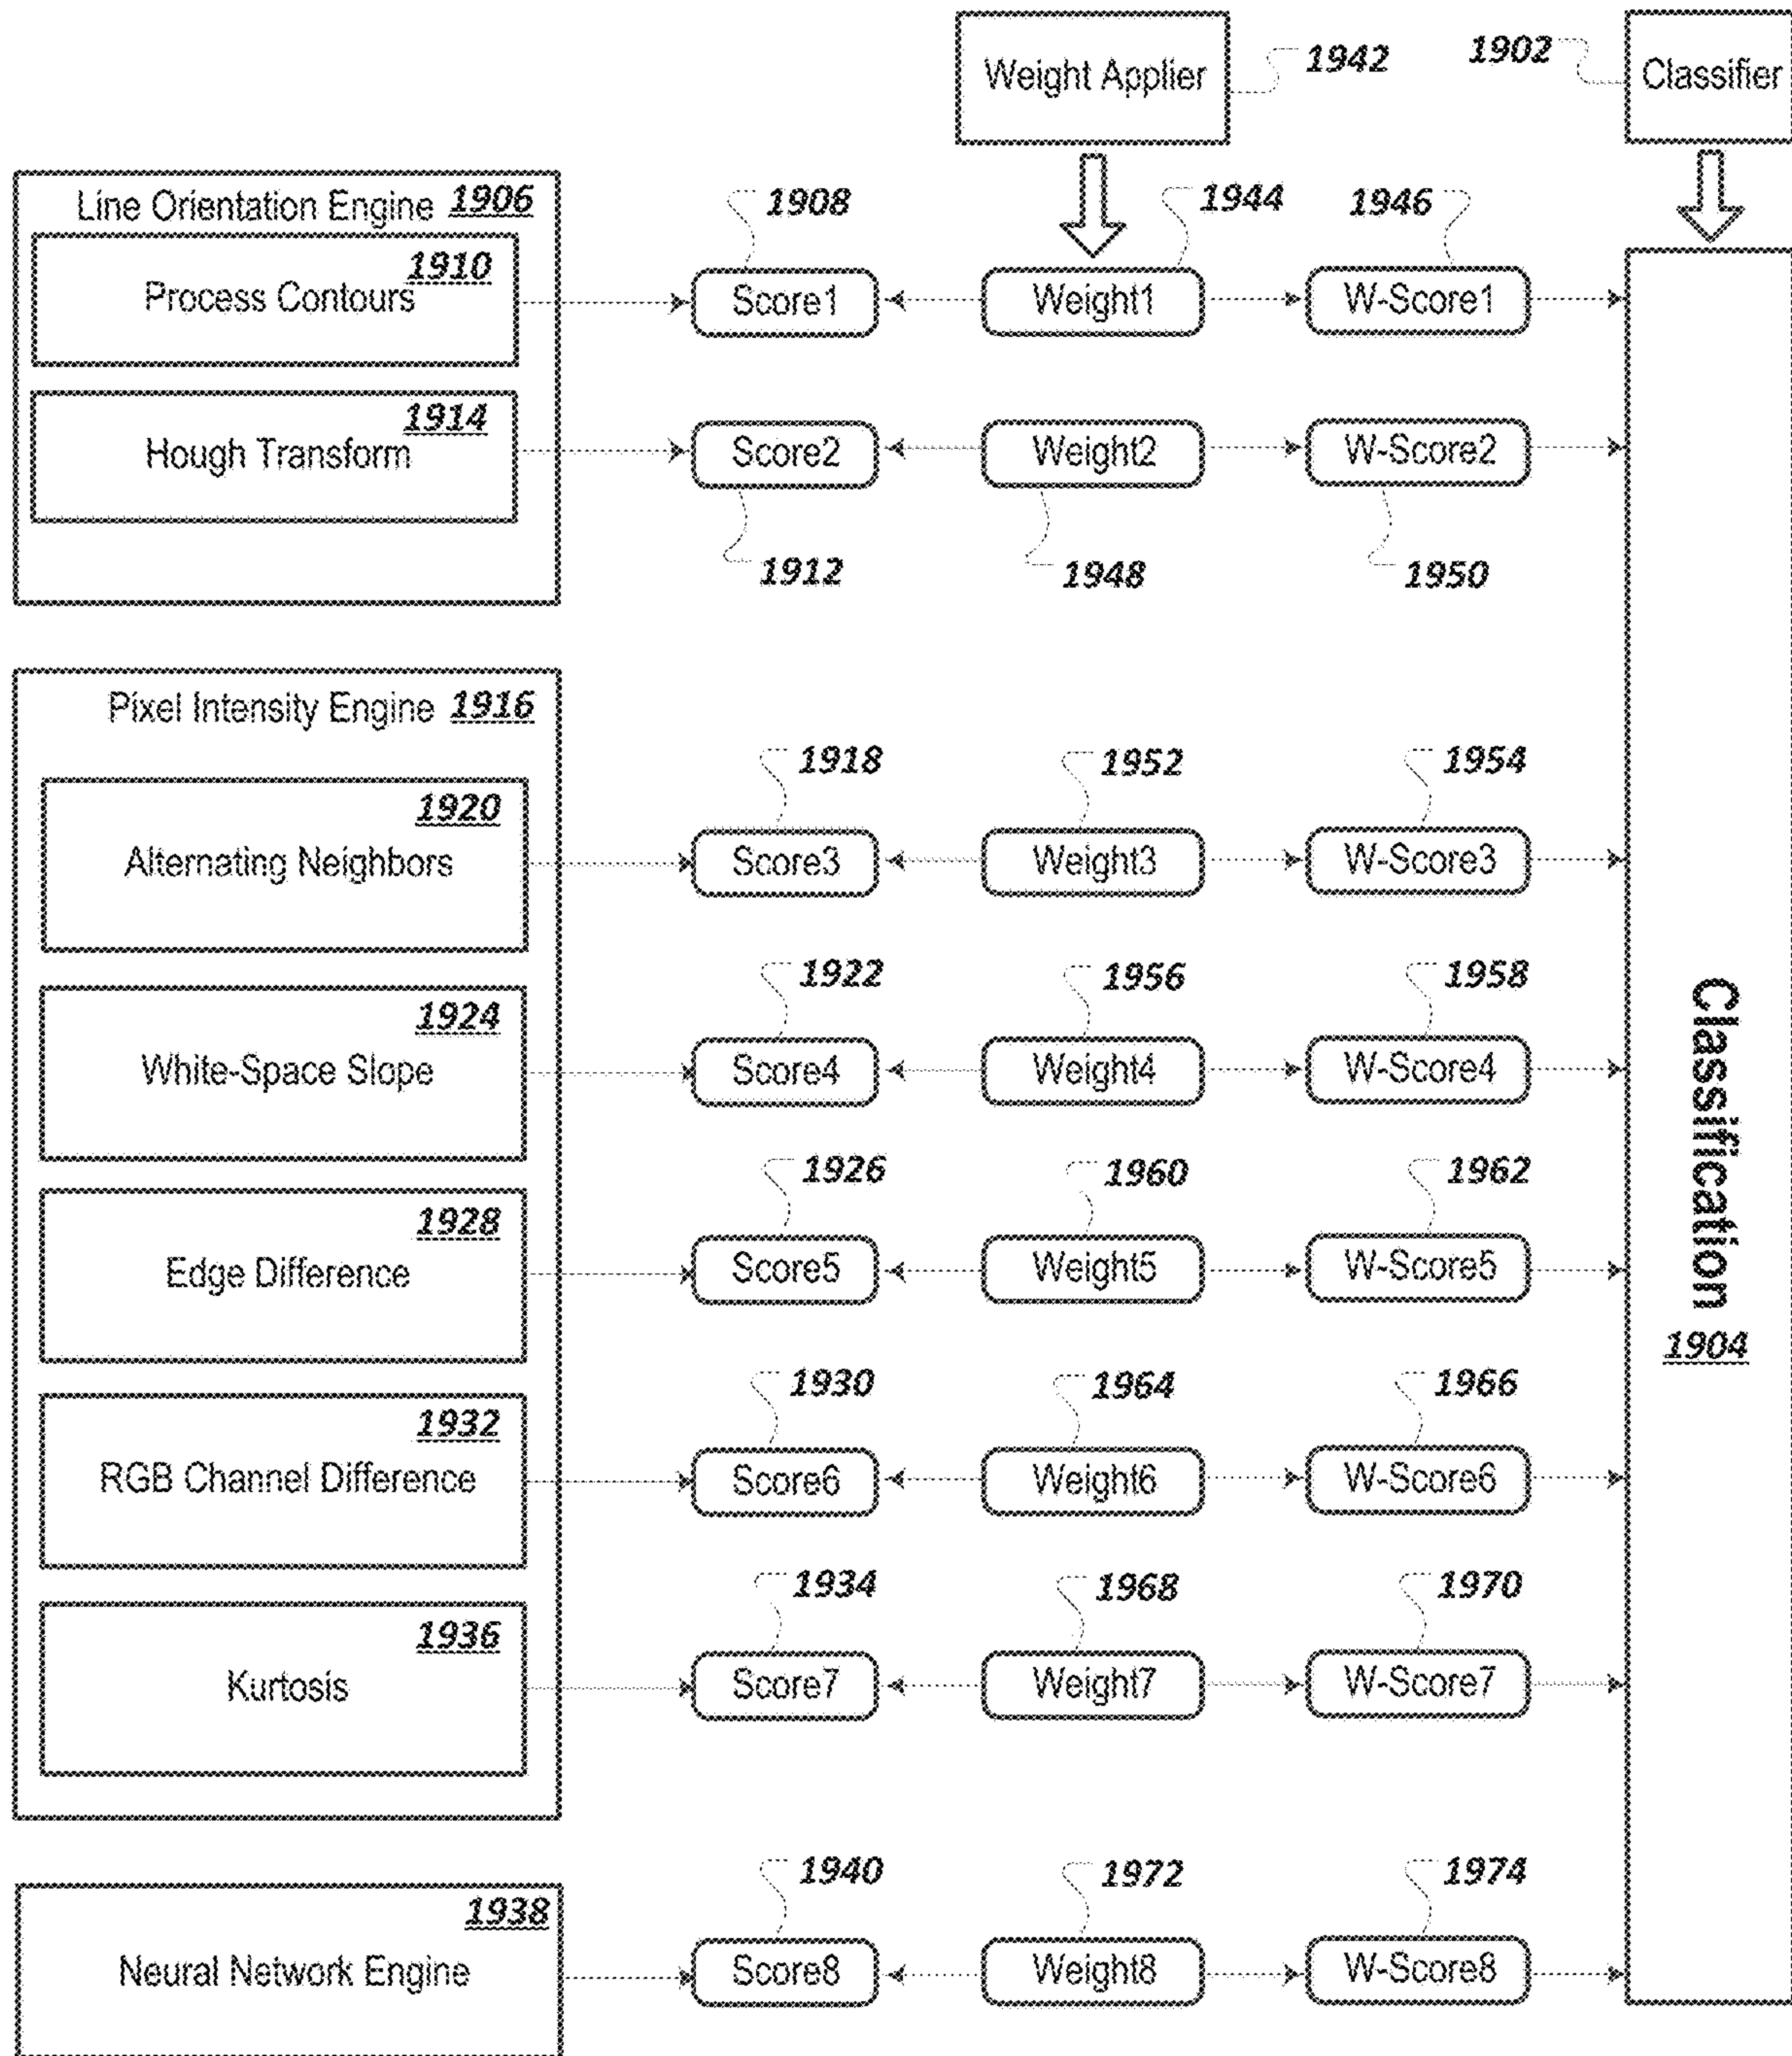 Weight Applier
1942
1902
Classifier
Line Orientation Engine 1906
1908
1944
1946
1910
Process Contours
Score1
Weight1
W-Score1
1914
Hough Transform
Score2
Weight2
W-Score2
1912
1948
1950
Pixel Intensity Engine 1916
1918
1952
1954
1920
Alternating Neighbors
Score3
Weight3
W-Score3
1922
1956
1958
1924
White-Space Slope
Score4
Weight4
W-Score4
Classification
1904
1926
1960
1962
1928
Edge Difference
Score5
Weight5
W-Score5
1930
1964
1966
1932
RGB Channel Difference
Score6
Weight6
W-Score6
1934
1968
1970
1936
Kurtosis
Score7
Weight7
W-Score7
1940
1972
1974
1938
Neural Network Engine
Score8
Weight8
W-Score8